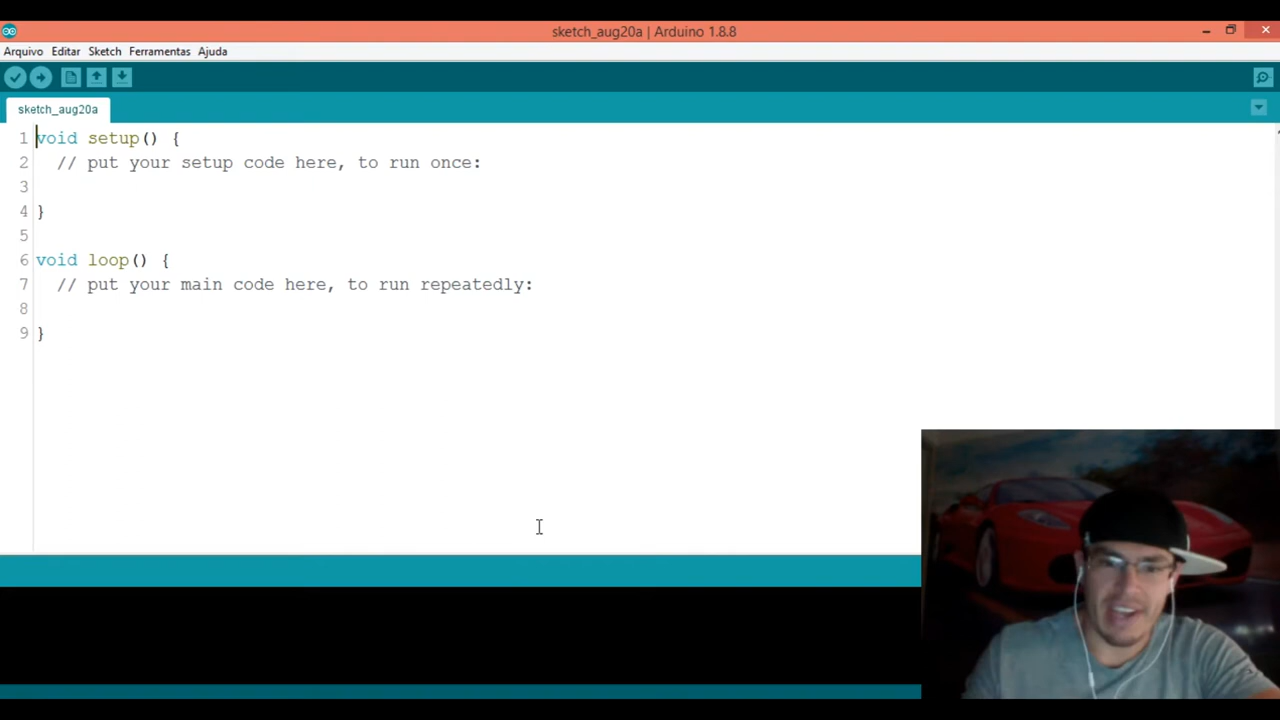 sketch_aug20a | Arduino 1.8.8
Arquivo Editar Sketch Ferramentas Ajuda
sketch_aug20a
1 void setup() {
2 // put your setup code here, to run once:
3
4 }
5
6 void loop() {
7 // put your main code here, to run repeatedly:
8
9 }